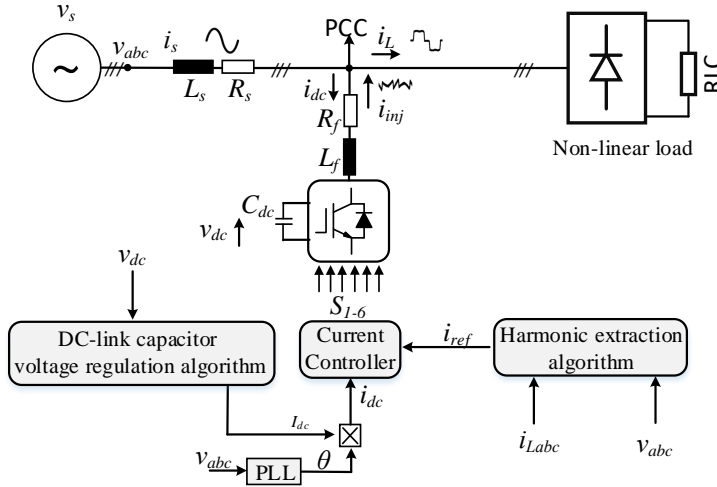 v_s
v_abc
i_s
L_s
R_s
PCC
i_L
i_dc
i_inj
R_f
L_f
RLC
Non-linear load
C_dc
v_dc
S_1-6
v_dc
DC-link capacitor
voltage regulation algorithm
Current
Controller
i_ref
Harmonic extraction
algorithm
I_dc
i_dc
i_Labc
v_abc
v_abc
PLL
θ